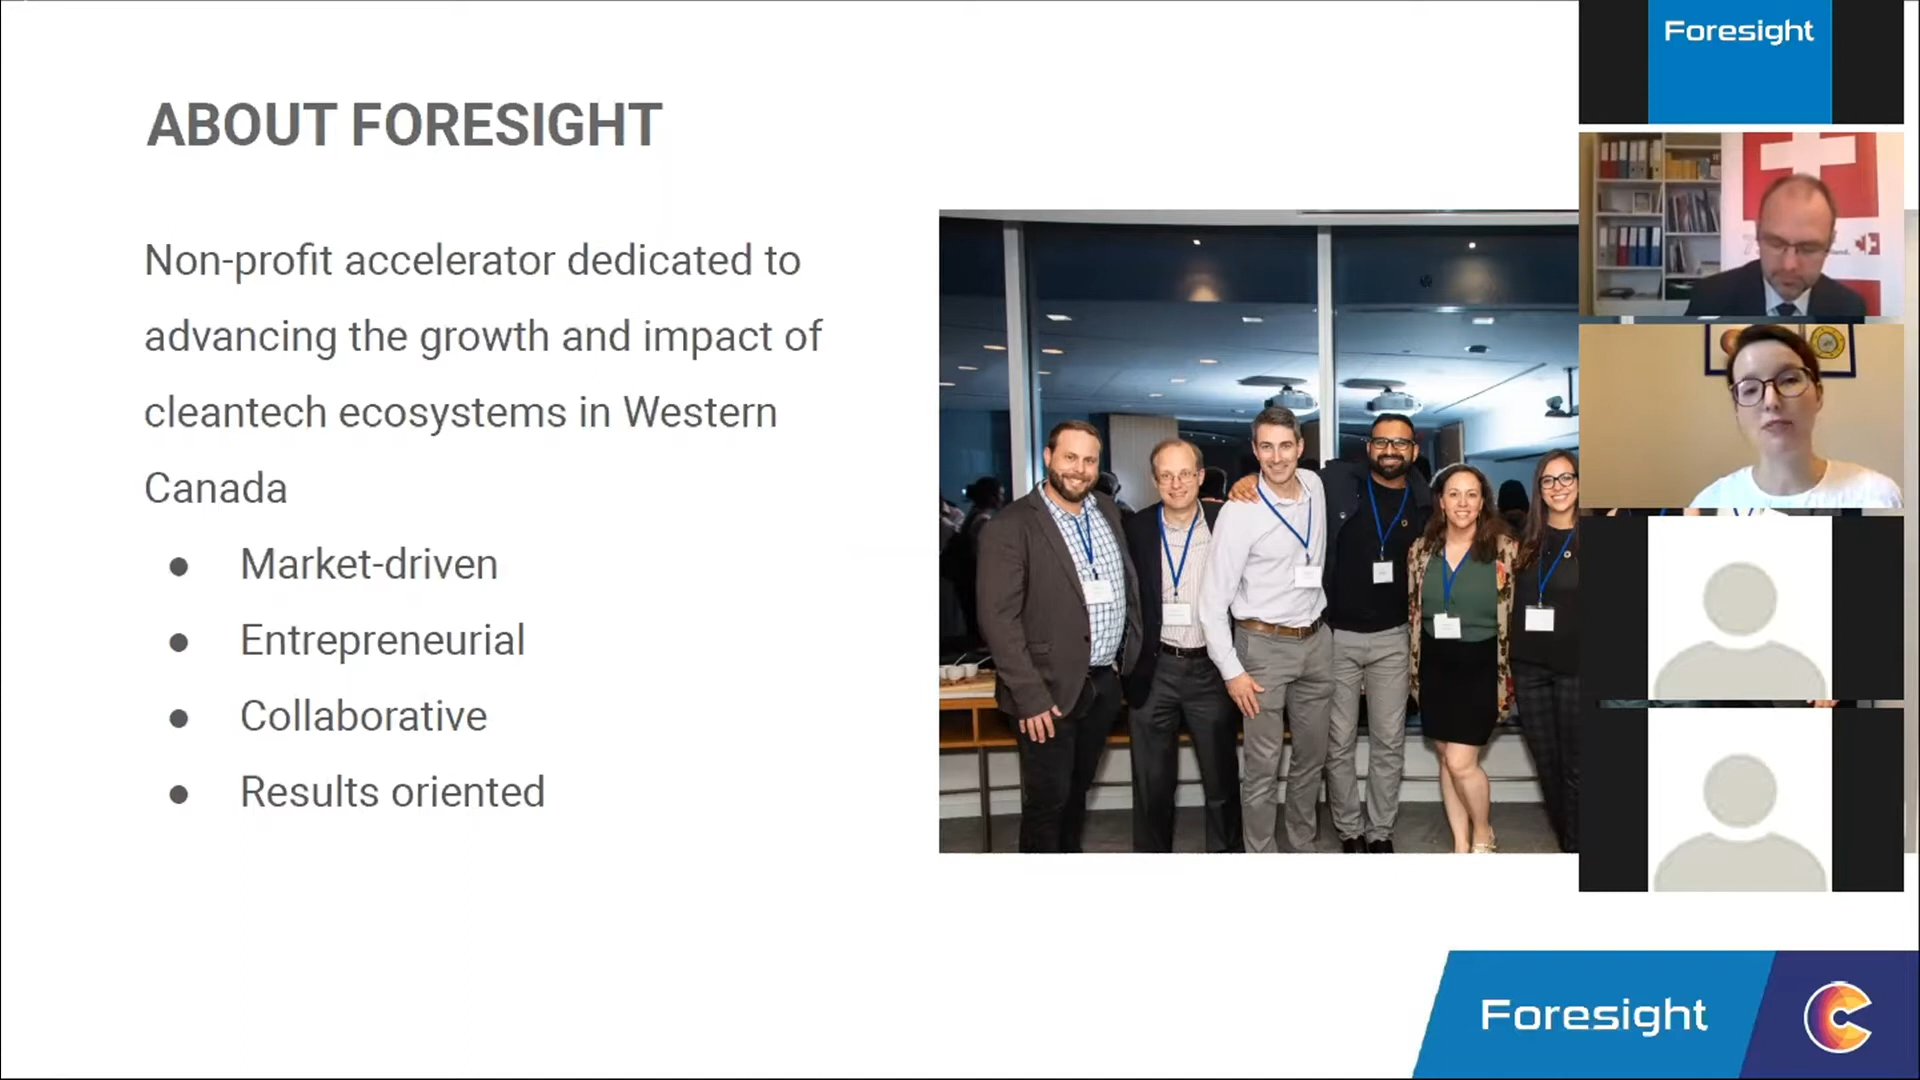 ABOUT FORESIGHT
Non-profit accelerator dedicated to
advancing the growth and impact of
cleantech ecosystems in Western
Canada
● Market-driven
● Entrepreneurial
● Collaborative
● Results oriented
Foresight
Foresight